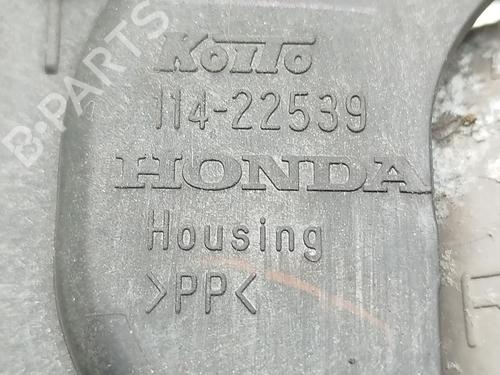 KOITO
114-22539
HONDA
Housing
>PP<
B-PARTS